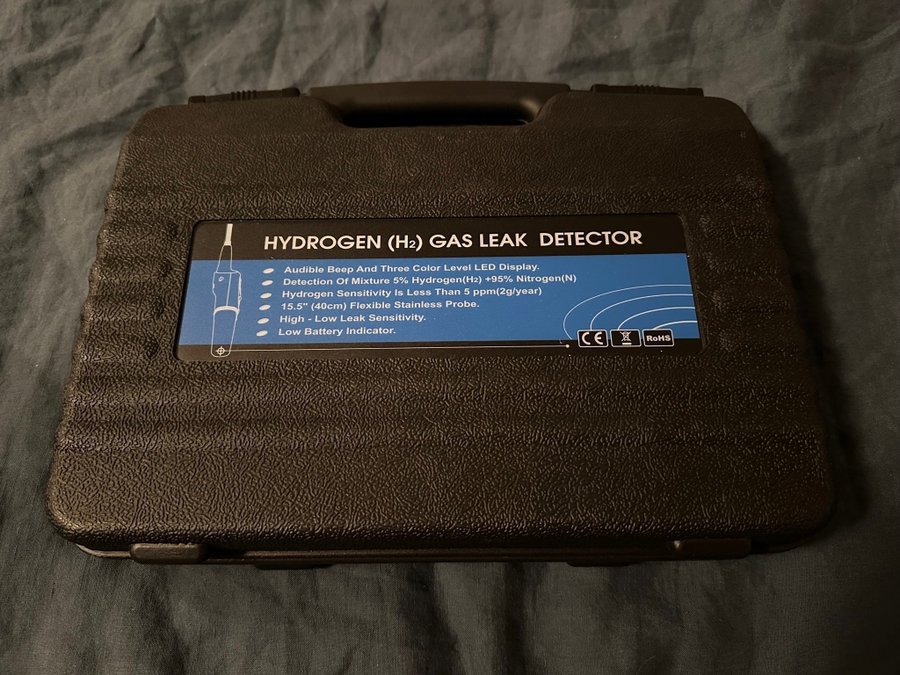 HYDROGEN (H₂) GAS LEAK DETECTOR
Audible Beep And Three Color Level LED Display.
Detection Of Mixture 5% Hydrogen(H₂) +95% Nitrogen(N)
Hydrogen Sensitivity Is Less Than 5 ppm(2g/year)
15.5" (40cm) Flexible Stainless Probe.
High - Low Leak Sensitivity.
Low Battery Indicator.
CE RoHS